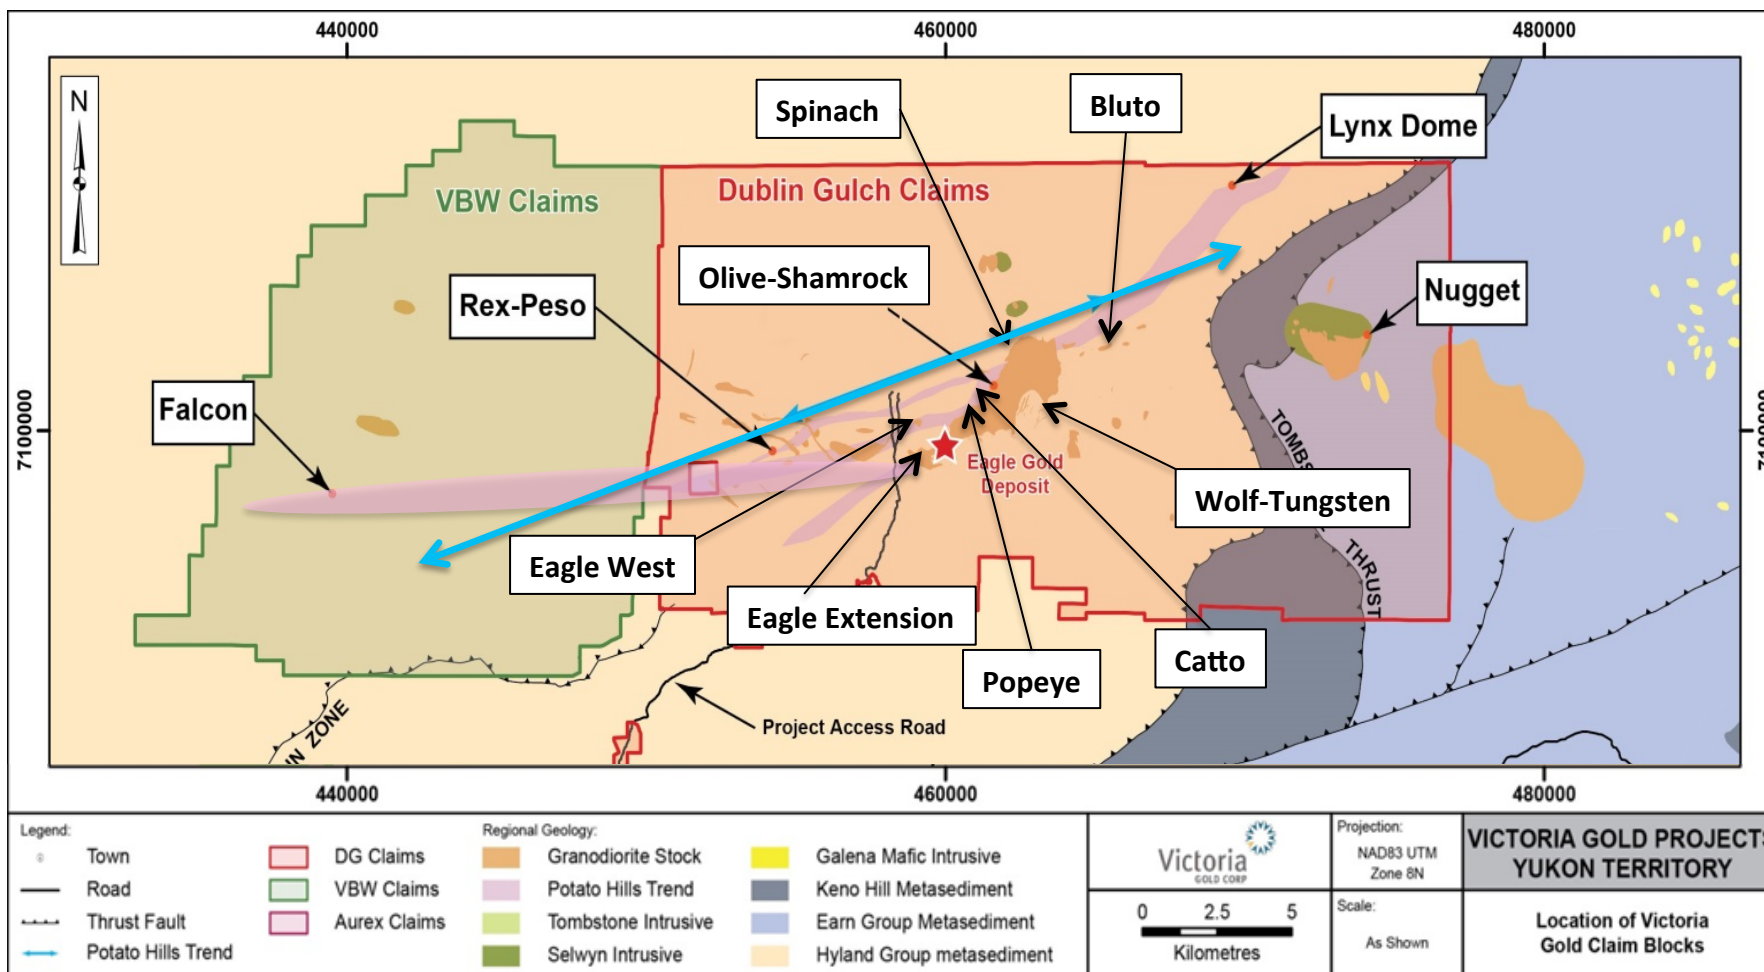 440000
460000
480000
N
Spinach
Bluto
Lynx Dome
VBW Claims
Dublin Gulch Claims
Olive-Shamrock
Rex-Peso
Nugget
Falcon
7100000
TOMBS
THRUST
Eagle Gold
Deposit
Wolf-Tungsten
Eagle West
Eagle Extension
Catto
Popeye
IN ZONE
Project Access Road
440000
460000
480000
Legend:
Town
Road
Thrust Fault
Potato Hills Trend
DG Claims
VBW Claims
Aurex Claims
Regional Geology:
Granodiorite Stock
Potato Hills Trend
Tombstone Intrusive
Selwyn Intrusive
Galena Mafic Intrusive
Keno Hill Metasediment
Earn Group Metasediment
Hyland Group metasediment
Victoria
GOLD CORP
0 2.5 5
Kilometres
Projection:
NAD83 UTM
Zone 8N
Scale:
As Shown
VICTORIA GOLD PROJECTS
YUKON TERRITORY
Location of Victoria
Gold Claim Blocks